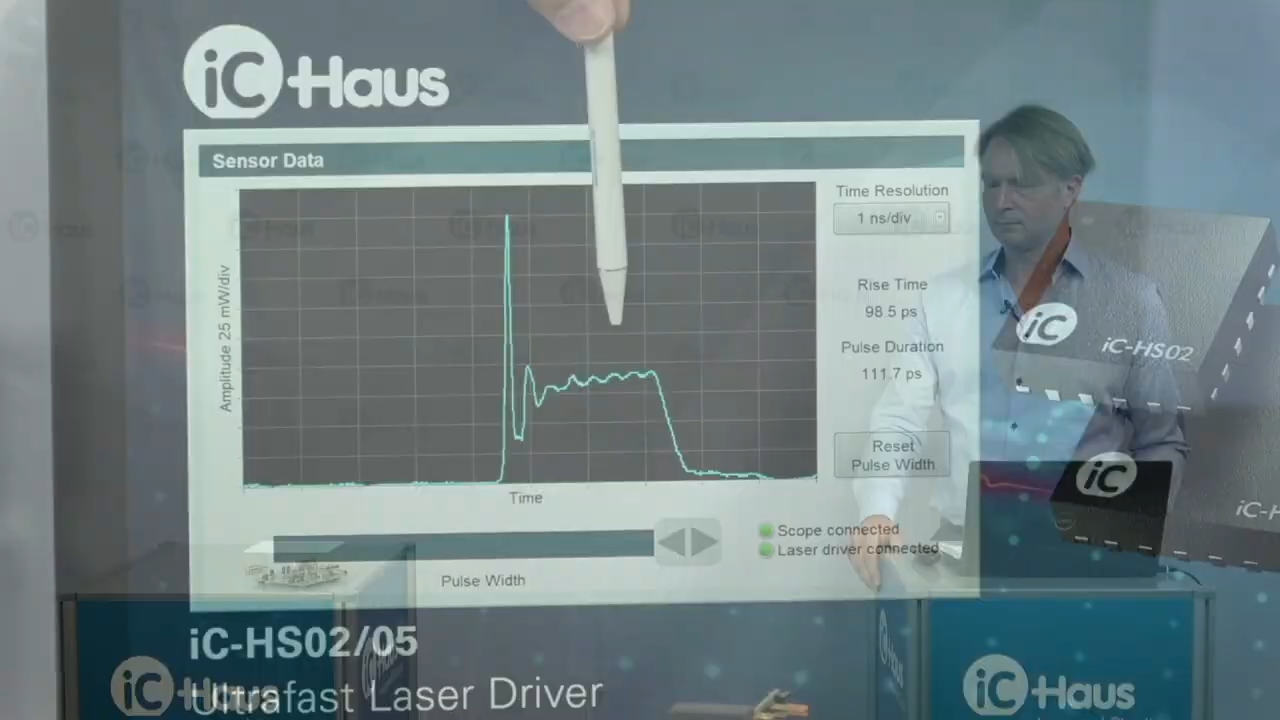 iC Haus
Sensor Data
Time Resolution
1 ns/div
Amplitude 25 mW/div
Rise Time
98.5 ps
Pulse Duration
111.7 ps
Reset
Pulse Width
Time
Scope connected
Laser driver connected
Pulse Width
iC
iC-HS02
iC
iC-HS02/05
Ultrafast Laser Driver
iC Haus
iC Haus